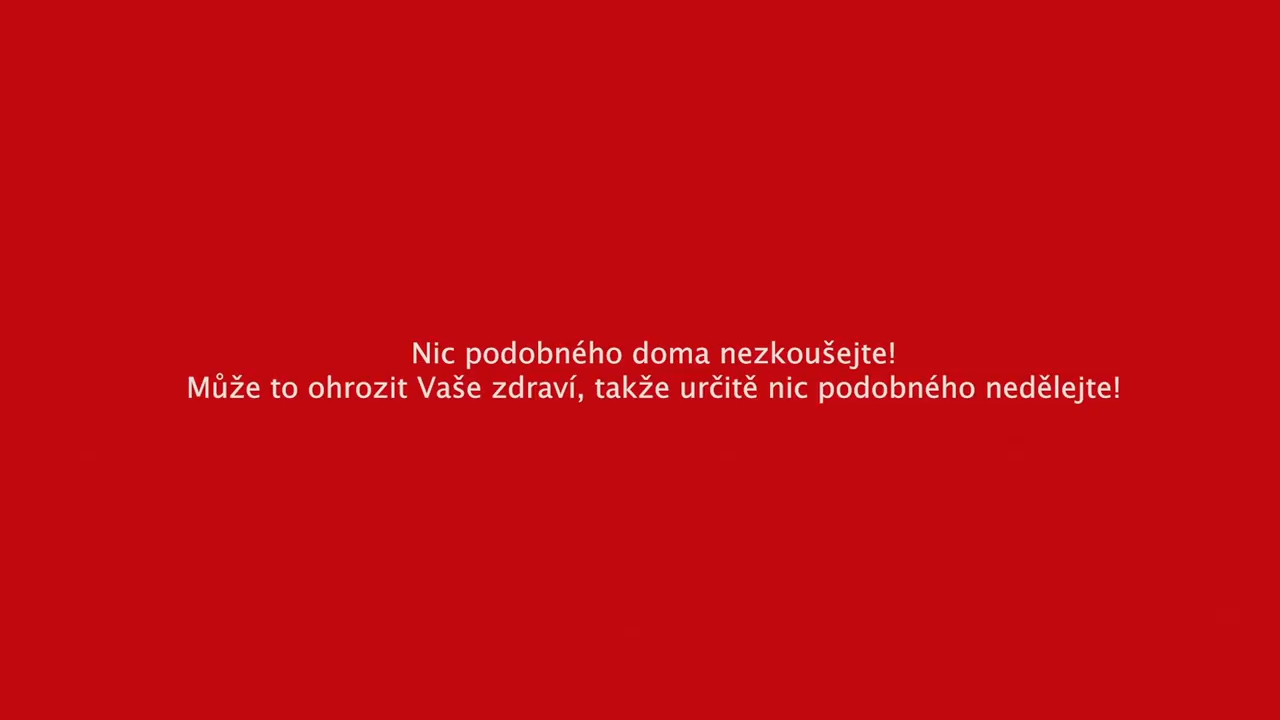 Nic podobného doma nezkoušejte!
Může to ohrozit Vaše zdraví, takže určitě nic podobného nedělejte!